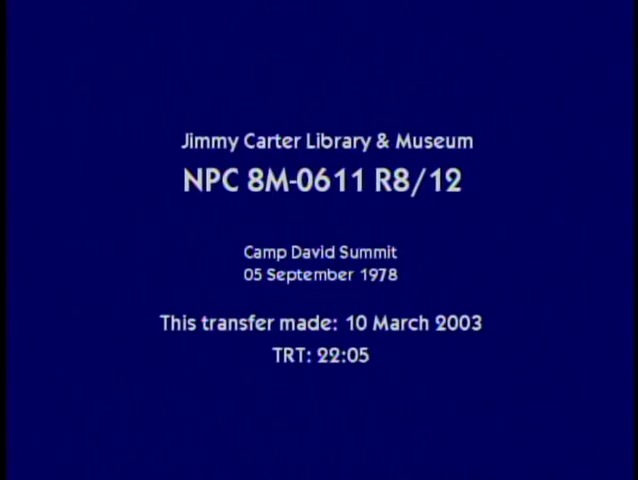 Jimmy Carter Library & Museum
NPC 8M-0611 R8/12
Camp David Summit
05 September 1978
This transfer made: 10 March 2003
TRT: 22:05